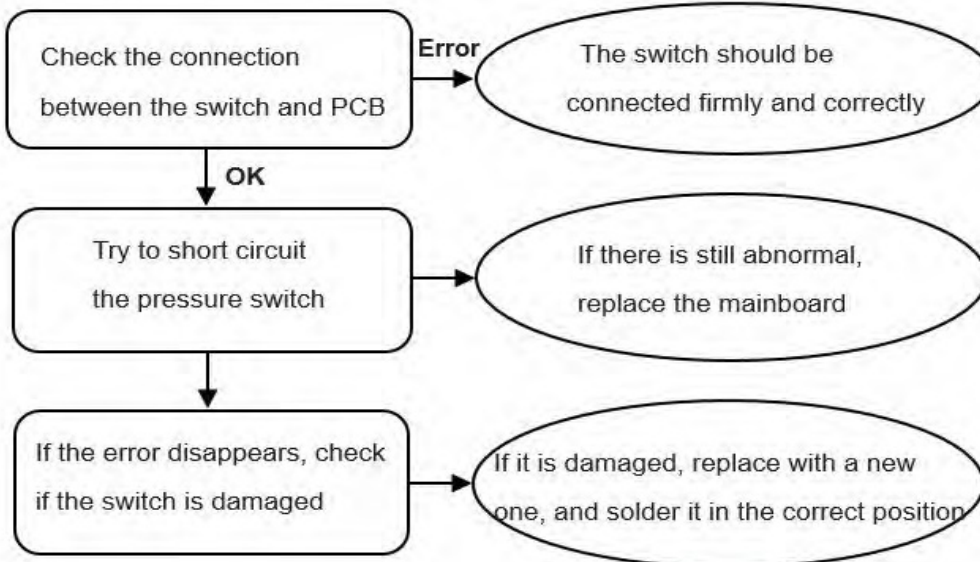 Check the connection
between the switch and PCB
Error
The switch should be
connected firmly and correctly
OK
Try to short circuit
the pressure switch
If there is still abnormal,
replace the mainboard
If the error disappears, check
if the switch is damaged
If it is damaged, replace with a new
one, and solder it in the correct position